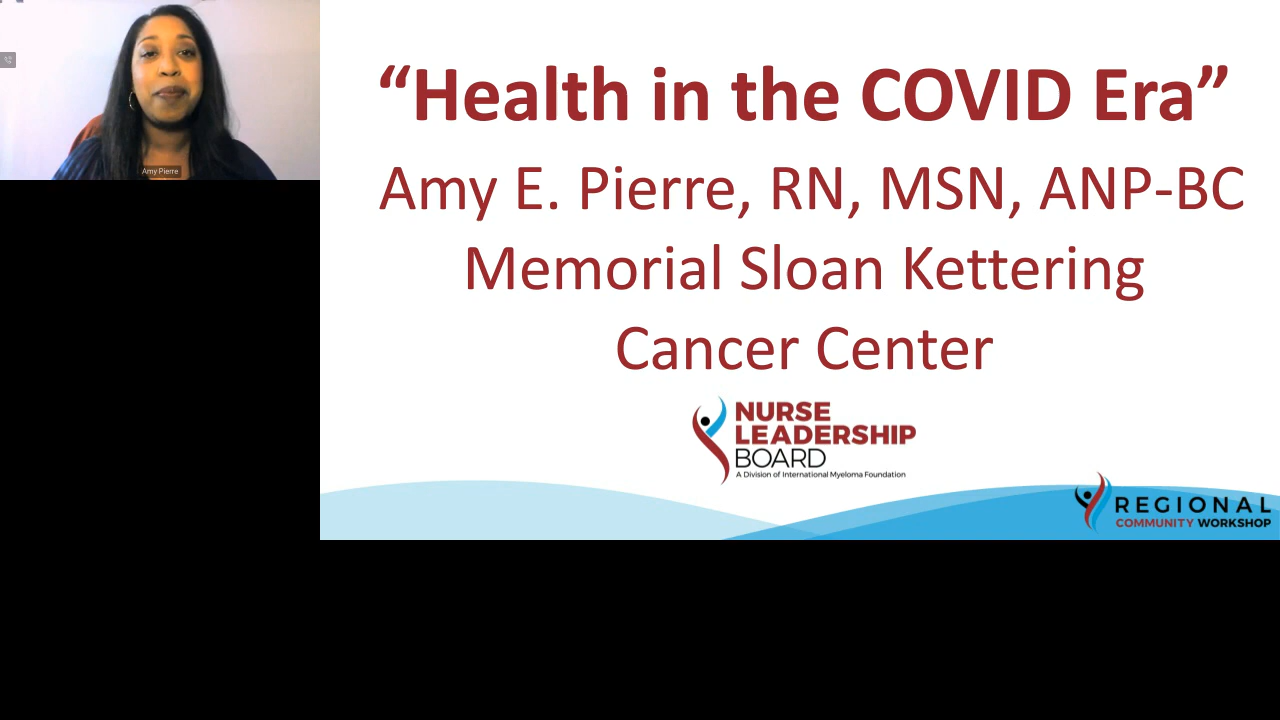 Amy Pierre
“Health in the COVID Era”
Amy E. Pierre, RN, MSN, ANP-BC
Memorial Sloan Kettering
Cancer Center
NURSE
LEADERSHIP
BOARD
A Division of International Myeloma Foundation
REGIONAL
COMMUNITY WORKSHOP